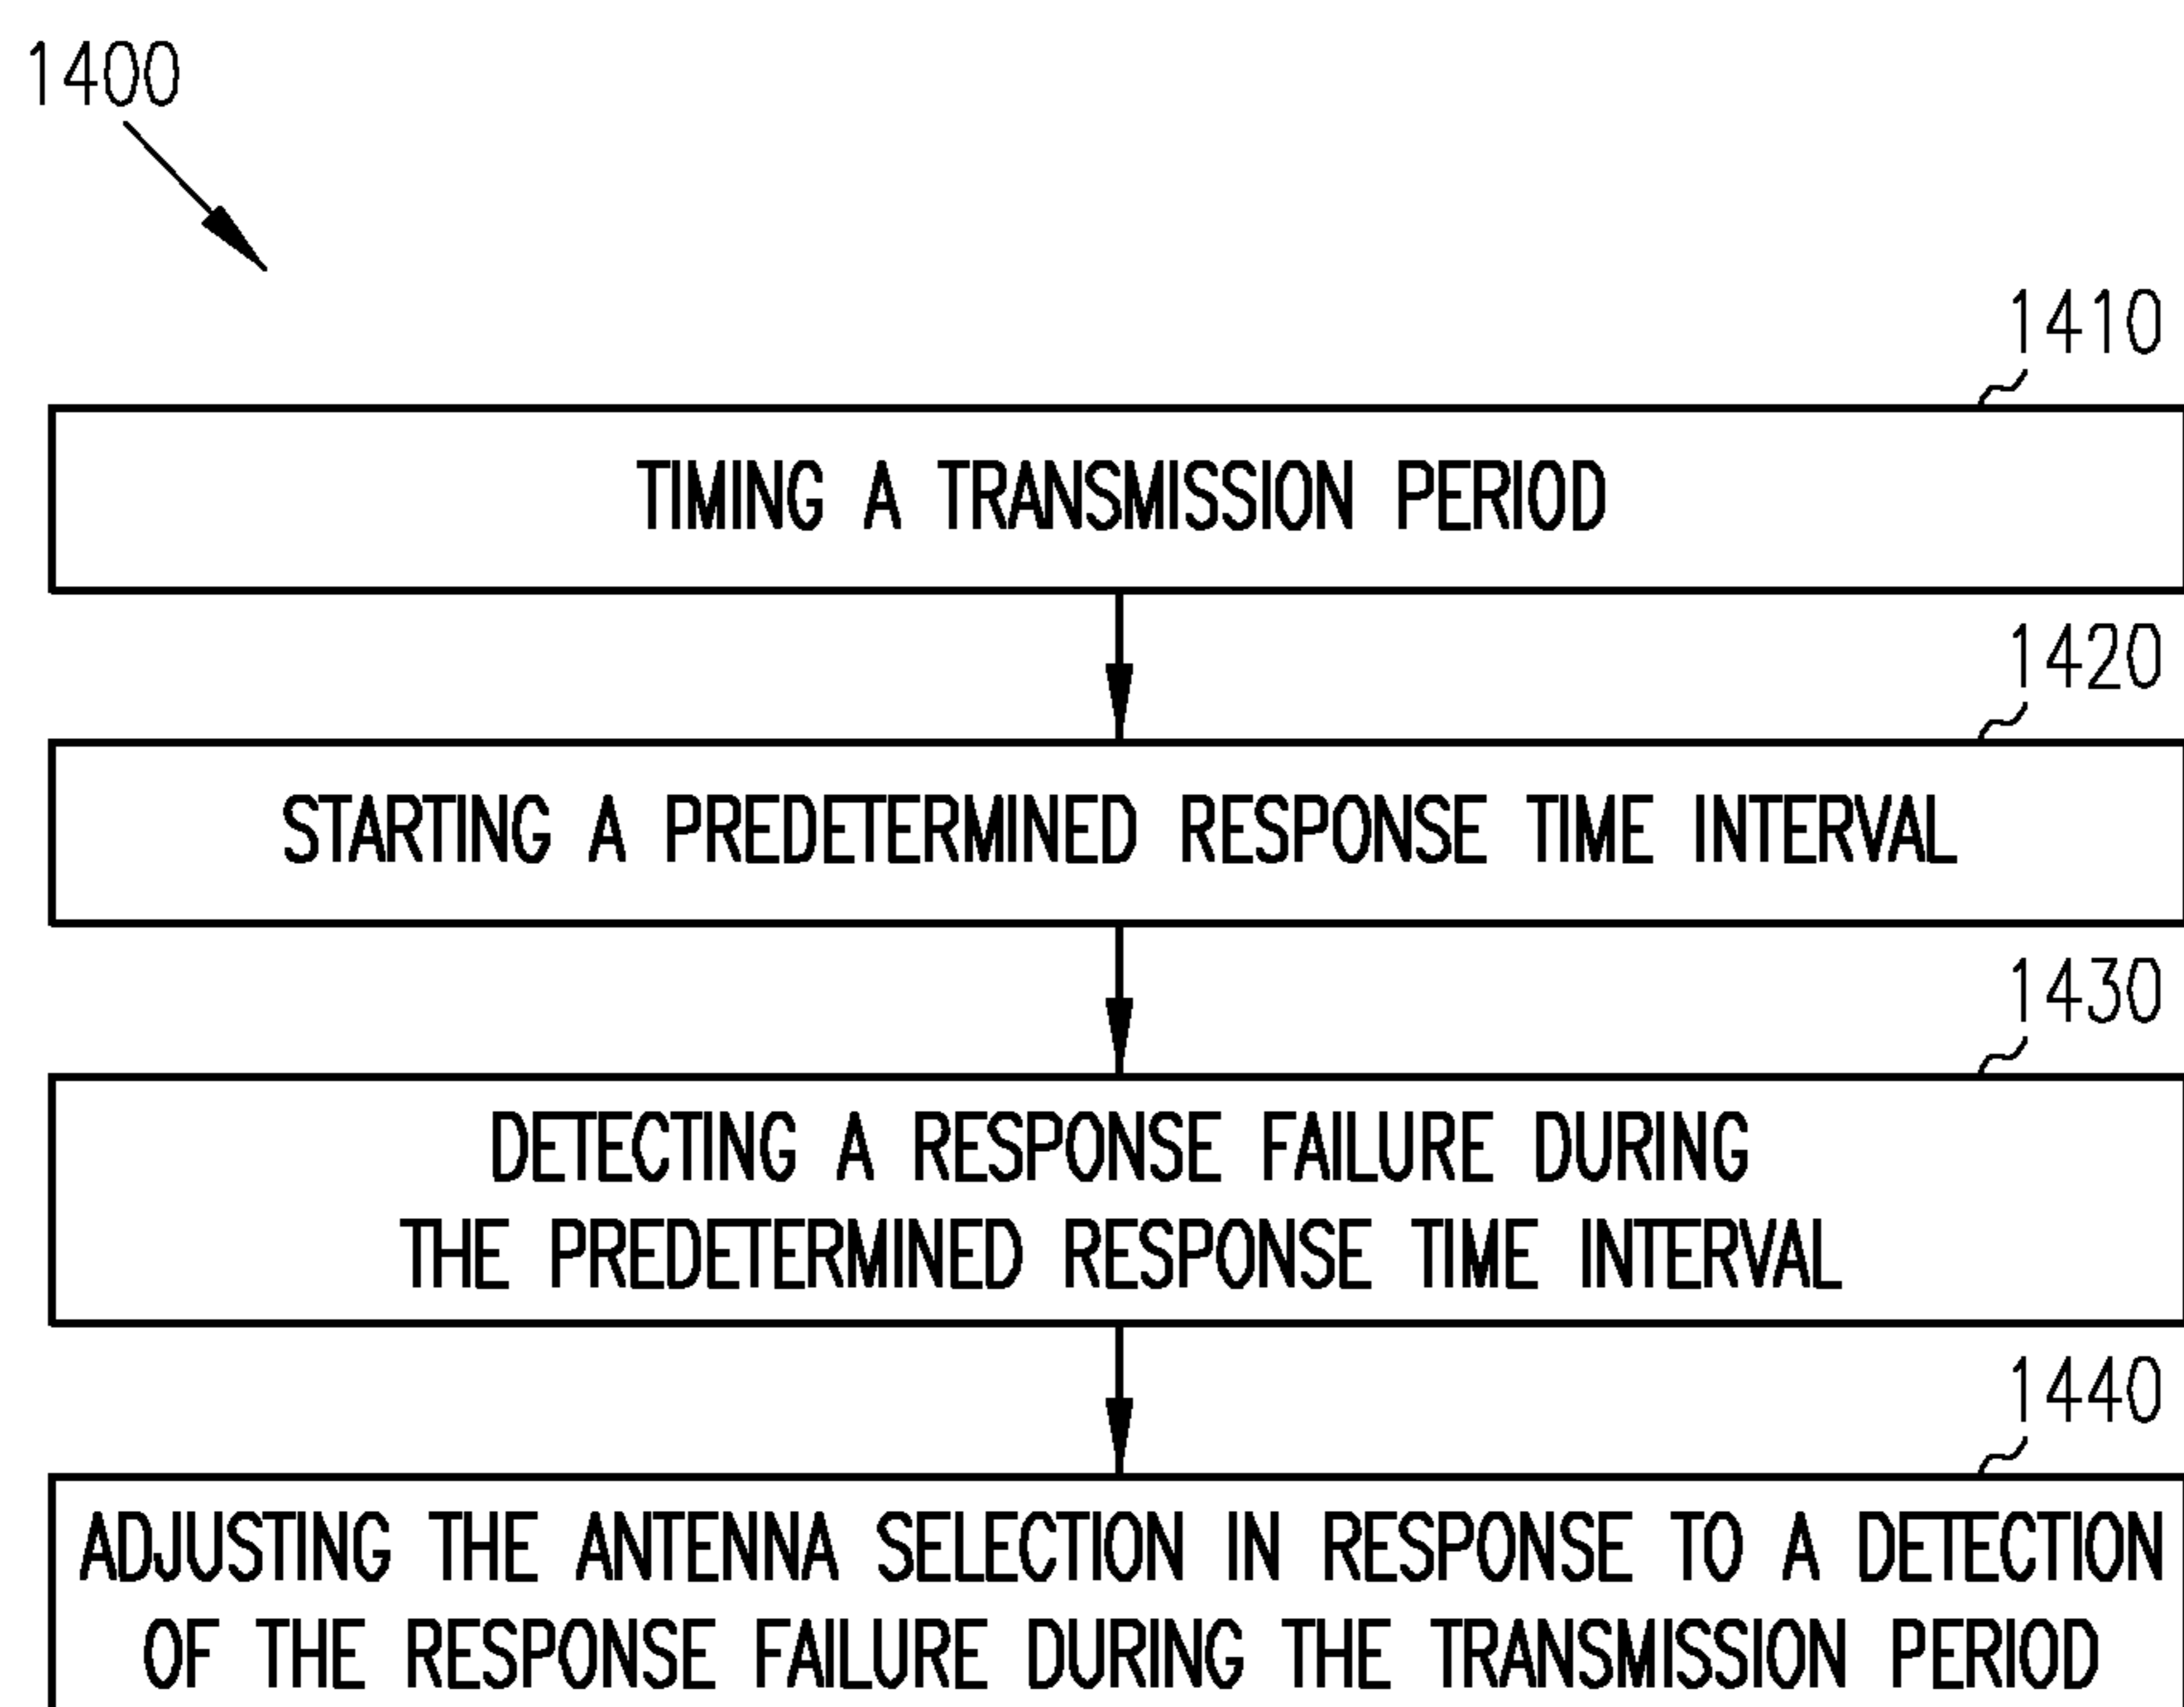 1400
1410
TIMING A TRANSMISSION PERIOD
1420
STARTING A PREDETERMINED RESPONSE TIME INTERVAL
1430
DETECTING A RESPONSE FAILURE DURING
THE PREDETERMINED RESPONSE TIME INTERVAL
1440
ADJUSTING THE ANTENNA SELECTION IN RESPONSE TO A DETECTION
OF THE RESPONSE FAILURE DURING THE TRANSMISSION PERIOD